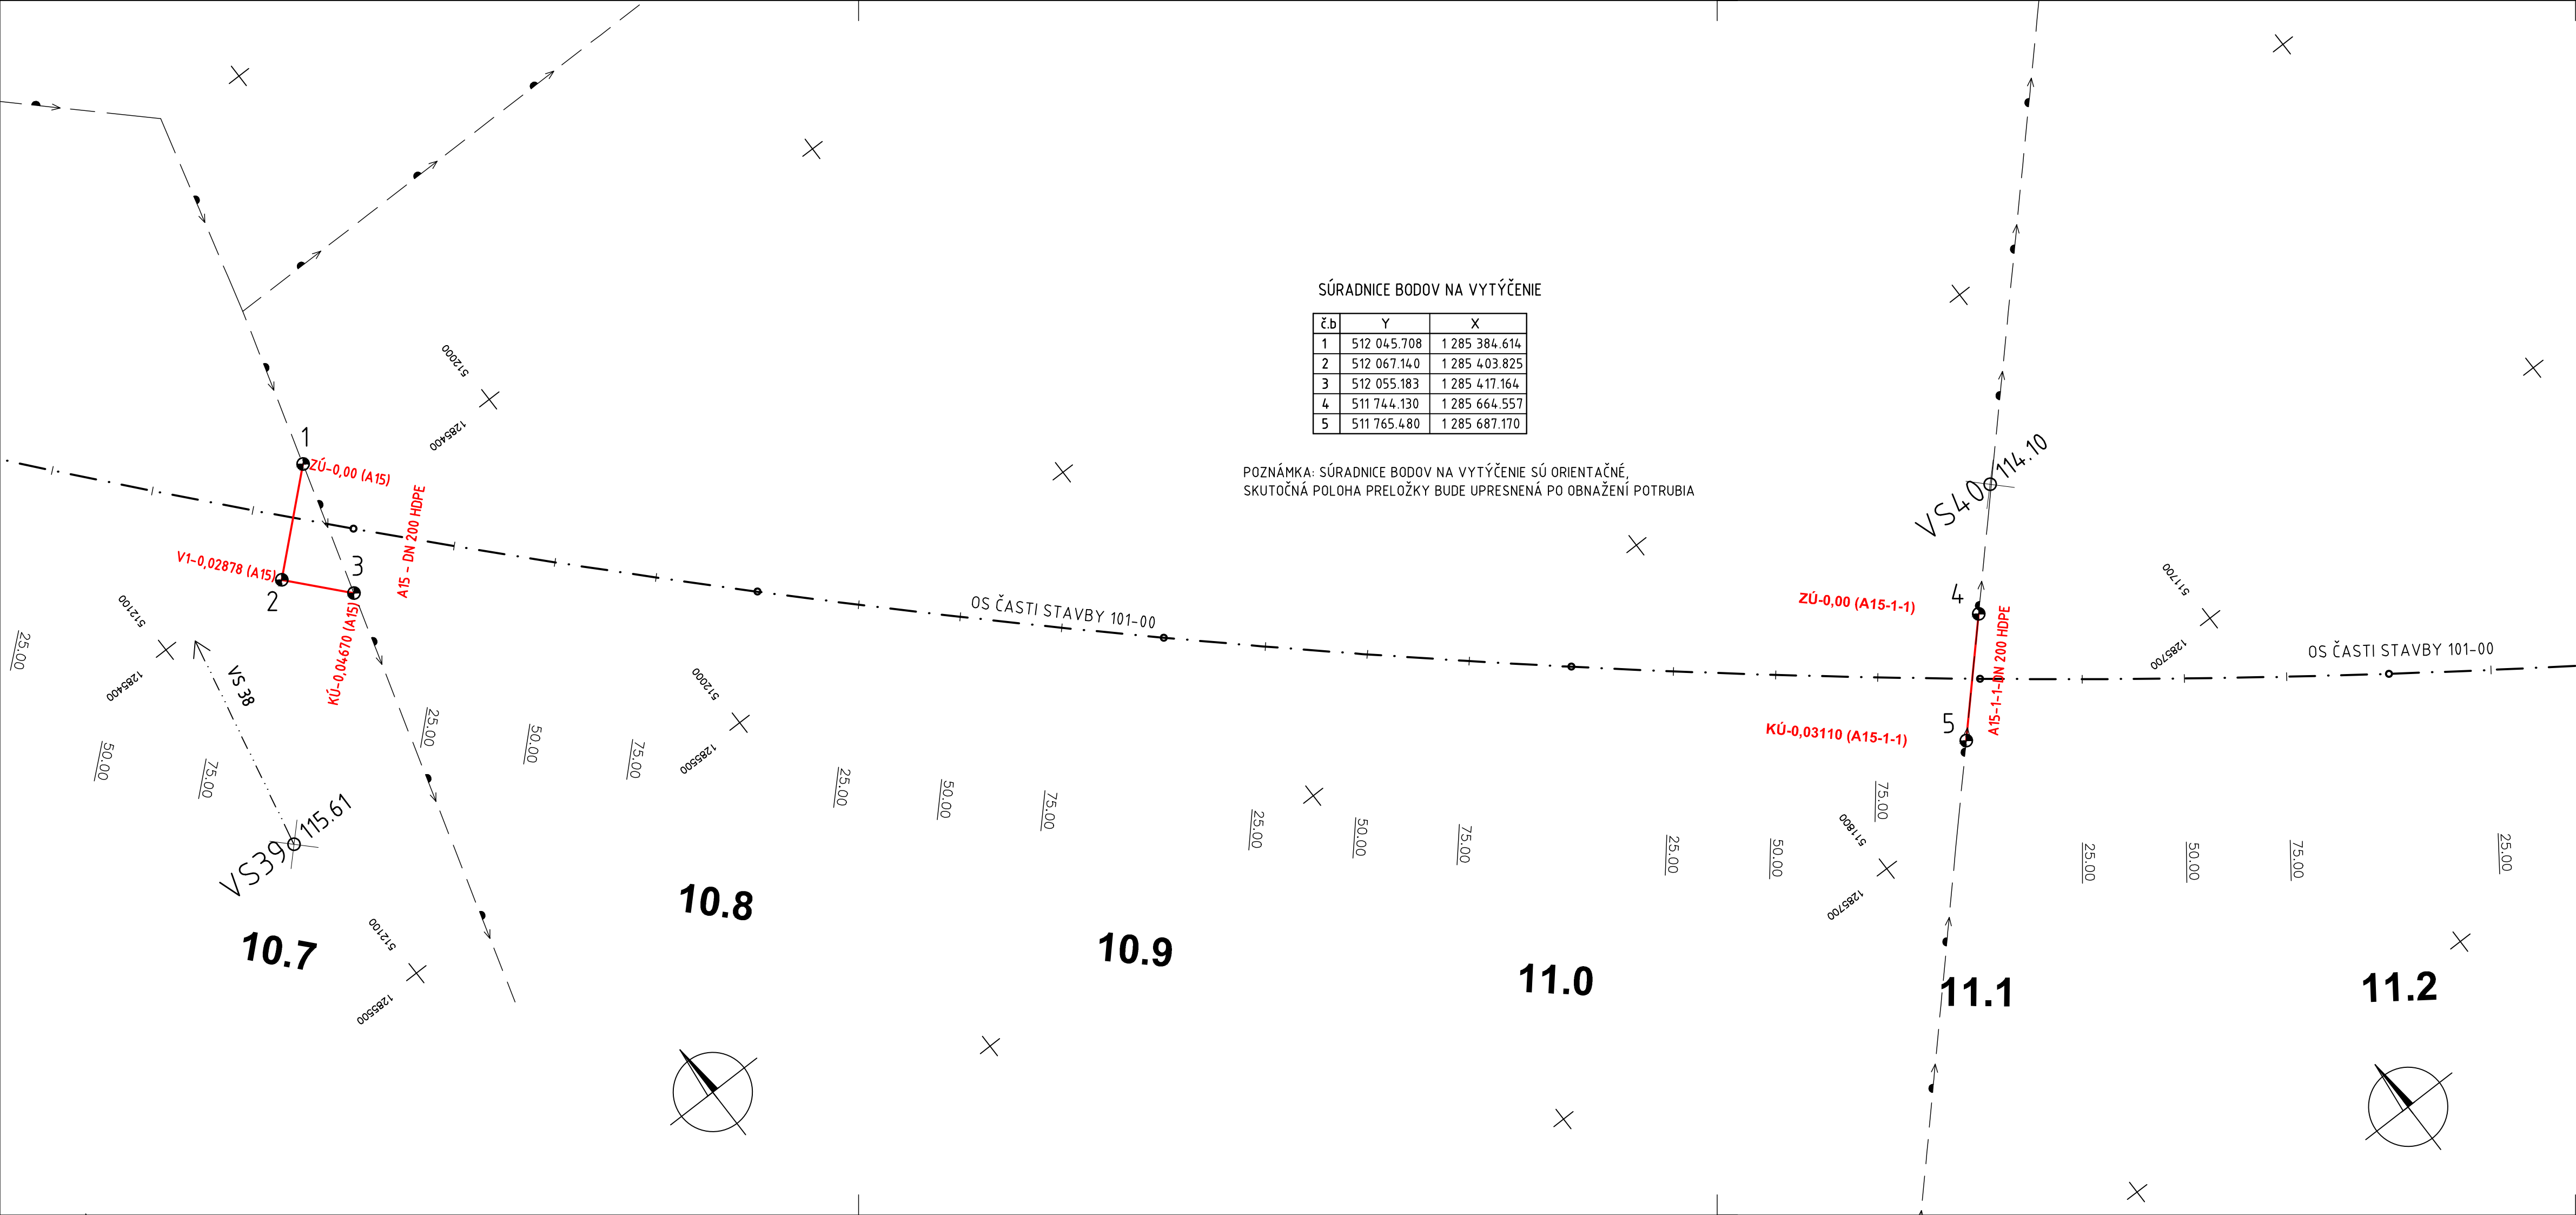 SÚRADNICE BODOV NA VYTÝČENIE
č.b Y X
1 512 045.708 1 285 384.614
2 512 067.140 1 285 403.825
3 512 055.183 1 285 417.164
4 511 744.130 1 285 664.557
5 511 765.480 1 285 687.170
POZNÁMKA: SÚRADNICE BODOV NA VYTÝČENIE SÚ ORIENTAČNÉ,
SKUTOČNÁ POLOHA PRELOŽKY BUDE UPRESNENÁ PO OBNAŽENÍ POTRUBIA
512000
1285400
1
ZÚ-0,00 (A15)
A15 - DN 200 HDPE
V1-0,02878 (A15)
2
3
KÚ-0,04670 (A15)
512100
1285400
VS 38
VS39
115.61
512100
1285500
512000
1285500
OS ČASTI STAVBY 101-00
VS40
114.10
4
ZÚ-0,00 (A15-1-1)
A15-1-1-DN 200 HDPE
5
KÚ-0,03110 (A15-1-1)
511700
1285700
OS ČASTI STAVBY 101-00
511800
1285700
25.00
50.00
75.00
25.00
50.00
75.00
25.00
50.00
75.00
25.00
50.00
75.00
25.00
50.00
75.00
25.00
50.00
75.00
25.00
10.7
10.8
10.9
11.0
11.1
11.2